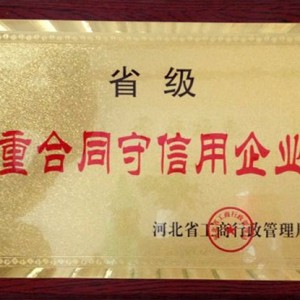 省级
重合同守信用企业
河北省工商行政管理局